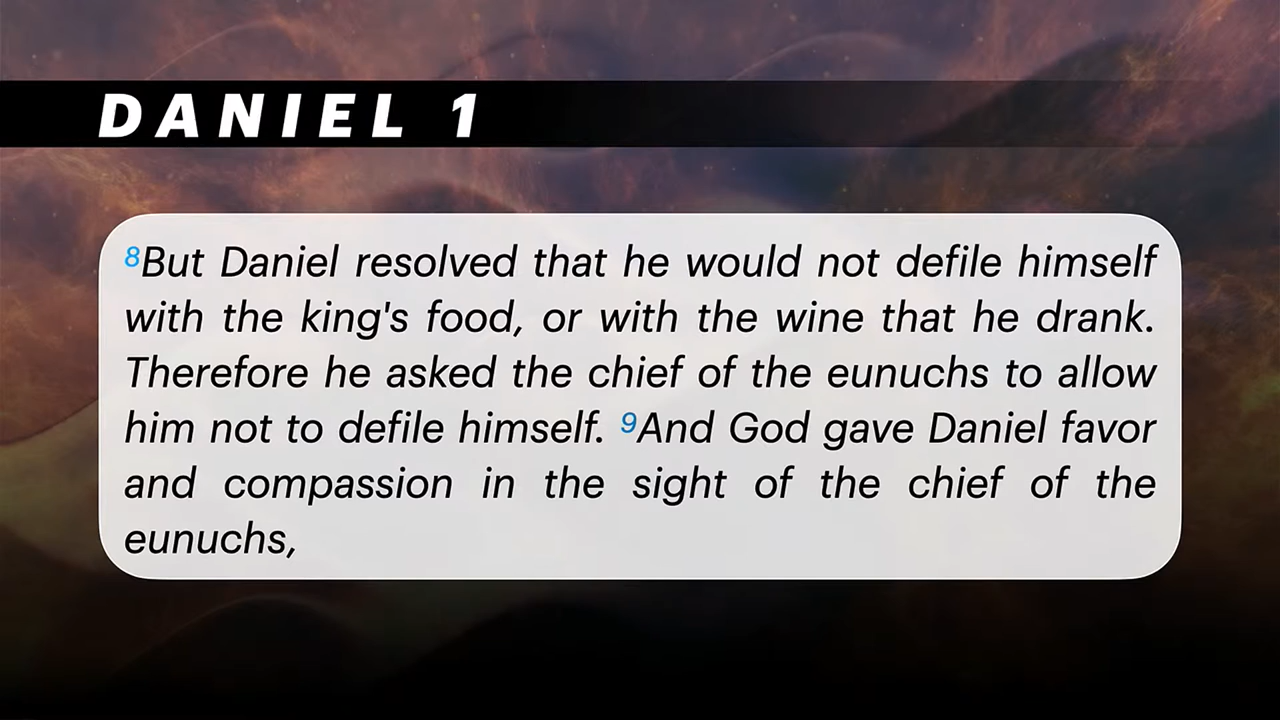 DANIEL 1
8But Daniel resolved that he would not defile himself
with the king's food, or with the wine that he drank.
Therefore he asked the chief of the eunuchs to allow
him not to defile himself. 9And God gave Daniel favor
and compassion in the sight of the chief of the
eunuchs,